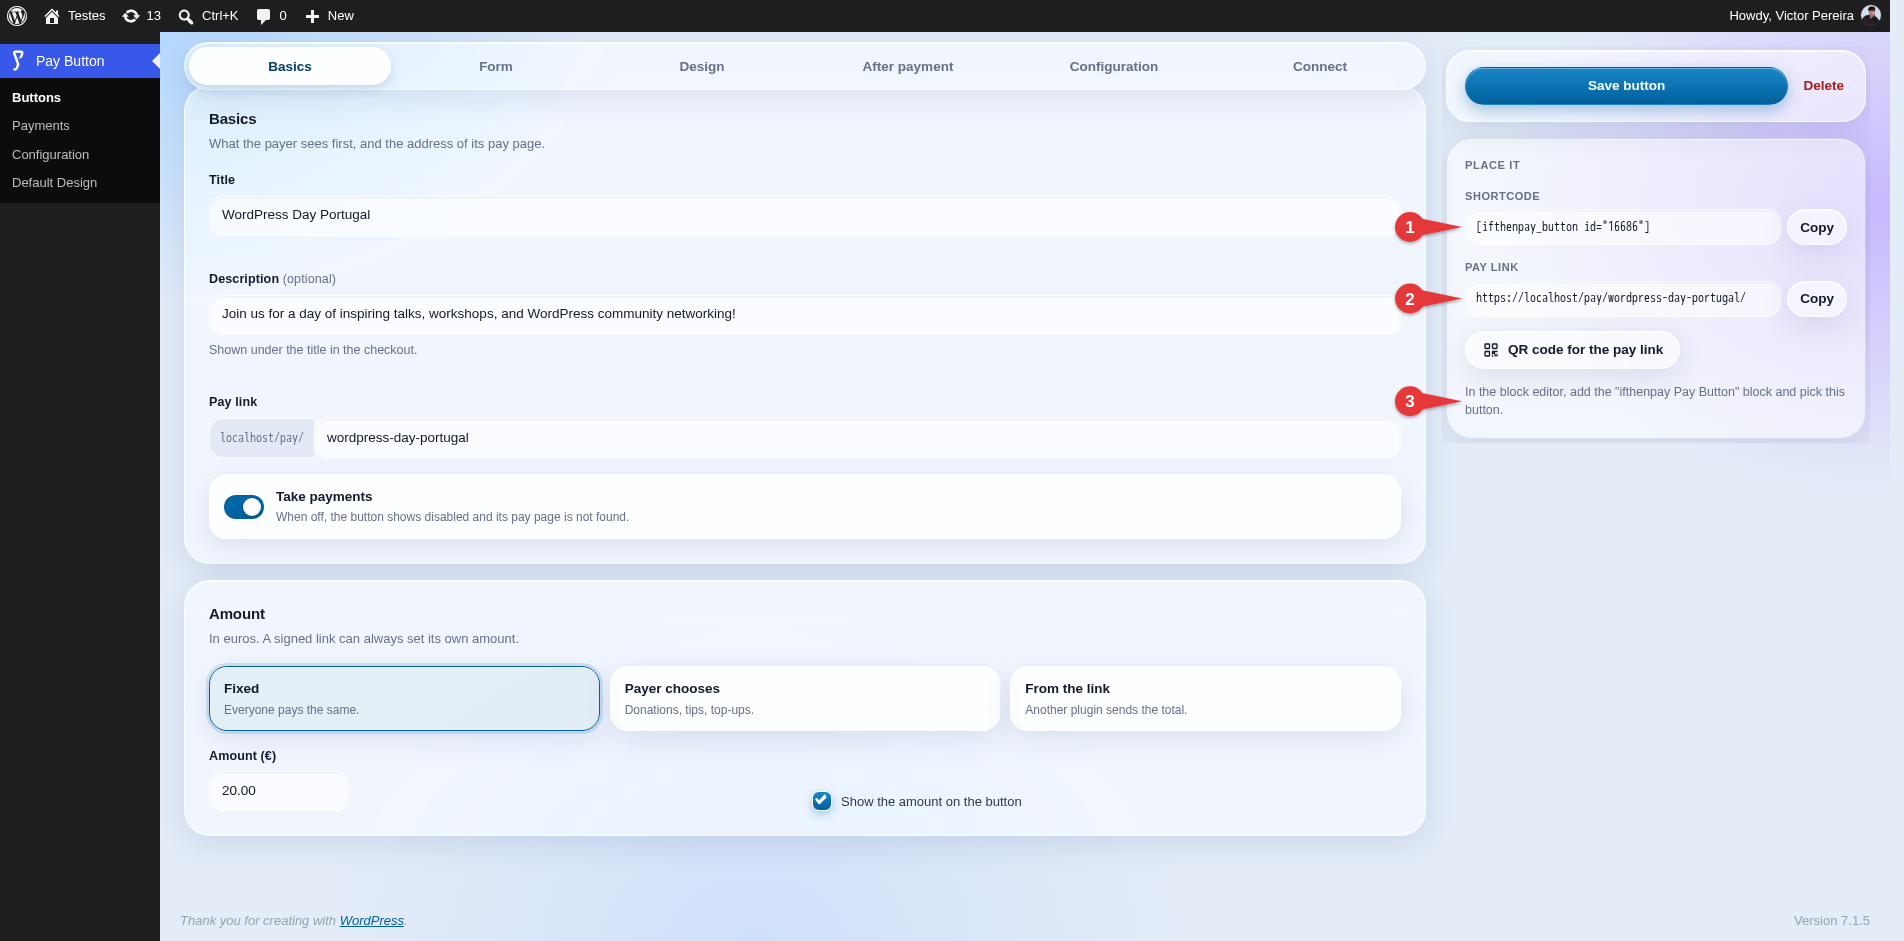 Testes 13 Ctrl+K 0 New Howdy, Victor Pereira
Pay Button
Buttons
Payments
Configuration
Default Design
Basics Form Design After payment Configuration Connect
Basics
What the payer sees first, and the address of its pay page.
Title
WordPress Day Portugal
Description (optional)
Join us for a day of inspiring talks, workshops, and WordPress community networking!
Shown under the title in the checkout.
Pay link
localhost/pay/ wordpress-day-portugal
Take payments
When off, the button shows disabled and its pay page is not found.
Amount
In euros. A signed link can always set its own amount.
Fixed
Everyone pays the same.
Payer chooses
Donations, tips, top-ups.
From the link
Another plugin sends the total.
Amount (€)
20.00
Show the amount on the button
Save button Delete
PLACE IT
SHORTCODE
1 [ifthenpay_button id="16686"] Copy
PAY LINK
2 https://localhost/pay/wordpress-day-portugal/ Copy
QR code for the pay link
3 In the block editor, add the "ifthenpay Pay Button" block and pick this
button.
Thank you for creating with WordPress. Version 7.1.5